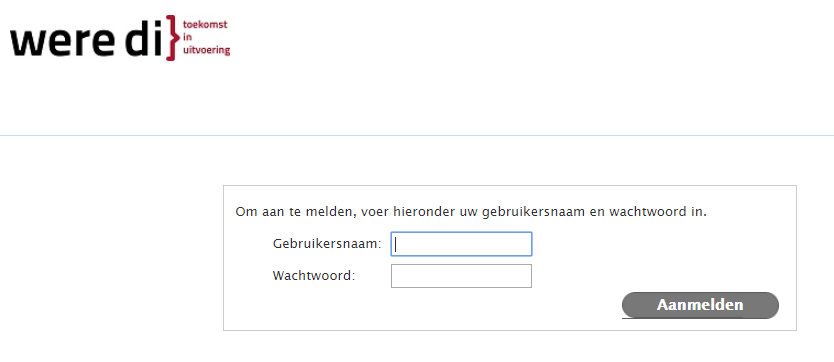 were di}
toekomst
in
uitvoering
Om aan te melden, voer hieronder uw gebruikersnaam en wachtwoord in.
Gebruikersnaam:
Wachtwoord:
Aanmelden